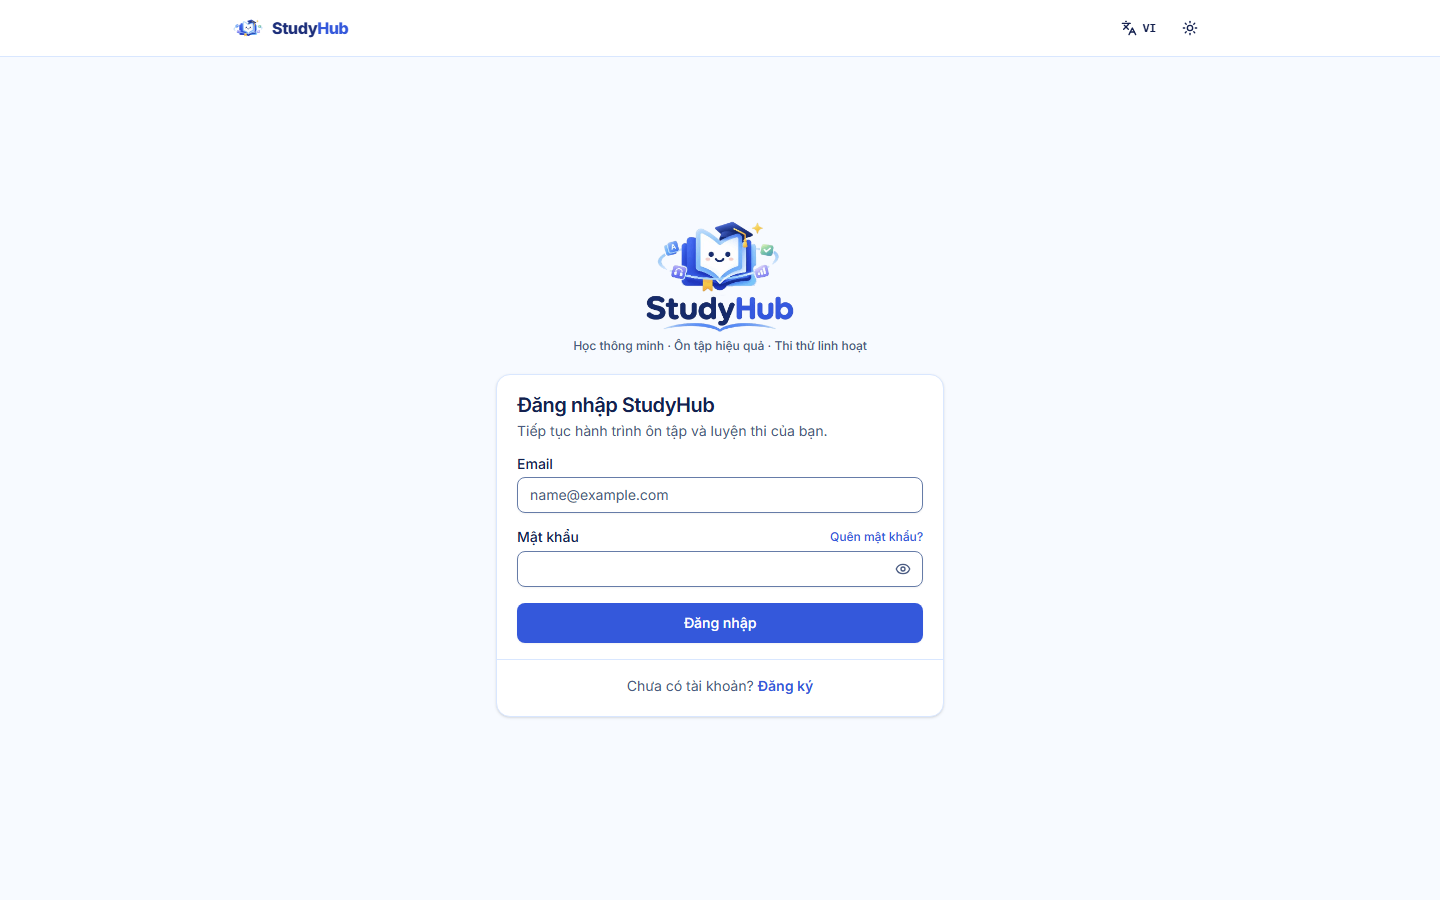 StudyHub
VI
StudyHub
Học thông minh · Ôn tập hiệu quả · Thi thử linh hoạt
Đăng nhập StudyHub
Tiếp tục hành trình ôn tập và luyện thi của bạn.
Email
name@example.com
Mật khẩu
Quên mật khẩu?
Đăng nhập
Chưa có tài khoản? Đăng ký